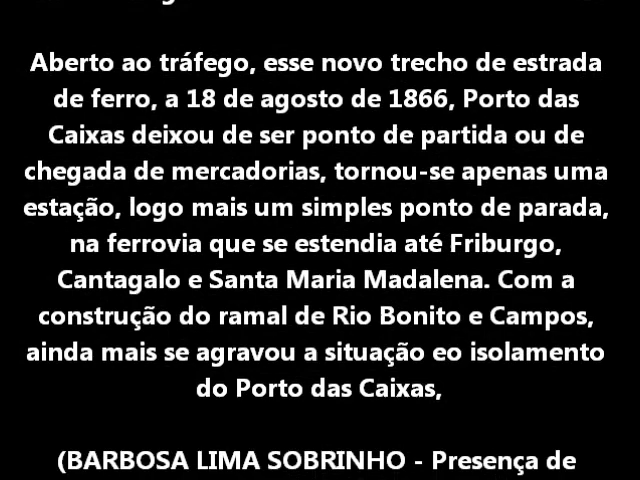 Aberto ao tráfego, esse novo trecho de estrada
de ferro, a 18 de agosto de 1866, Porto das
Caixas deixou de ser ponto de partida ou de
chegada de mercadorias, tornou-se apenas uma
estação, logo mais um simples ponto de parada,
na ferrovia que se estendia até Friburgo,
Cantagalo e Santa Maria Madalena. Com a
construção do ramal de Rio Bonito e Campos,
ainda mais se agravou a situação eo isolamento
do Porto das Caixas,
(BARBOSA LIMA SOBRINHO - Presença de